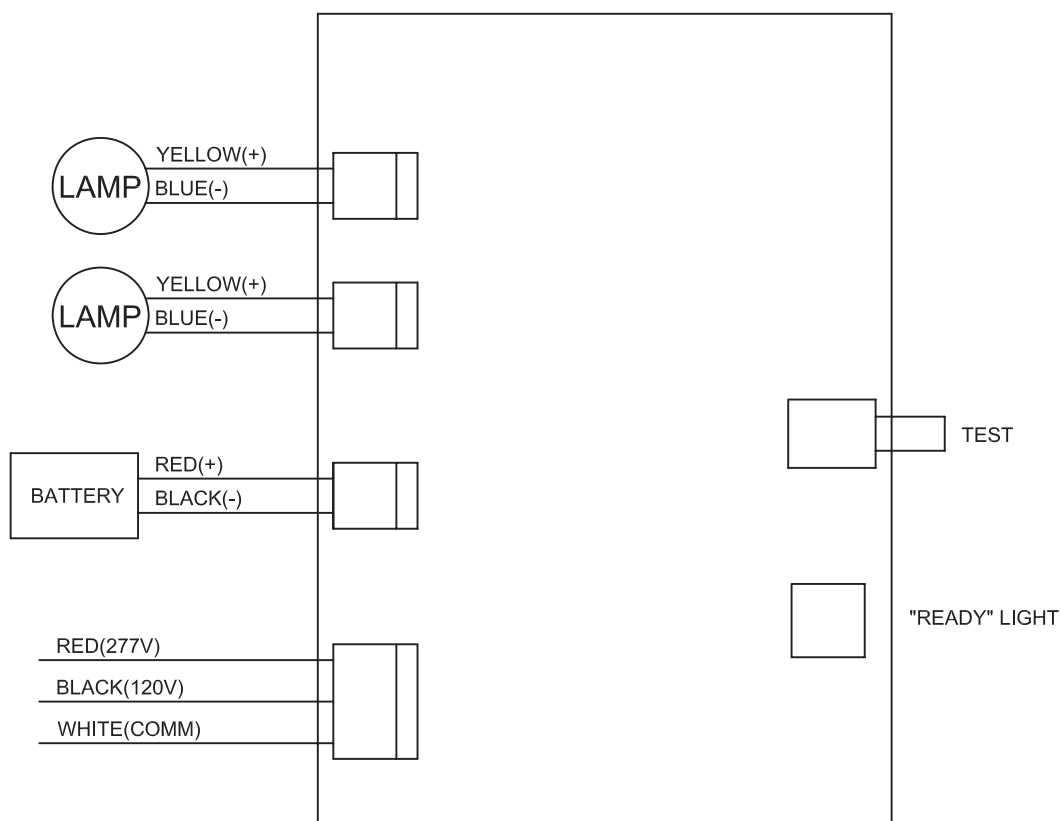 YELLOW(+)
LAMP
BLUE(-)
YELLOW(+)
LAMP
BLUE(-)
TEST
RED(+)
BATTERY
BLACK(-)
"READY" LIGHT
RED(277V)
BLACK(120V)
WHITE(COMM)